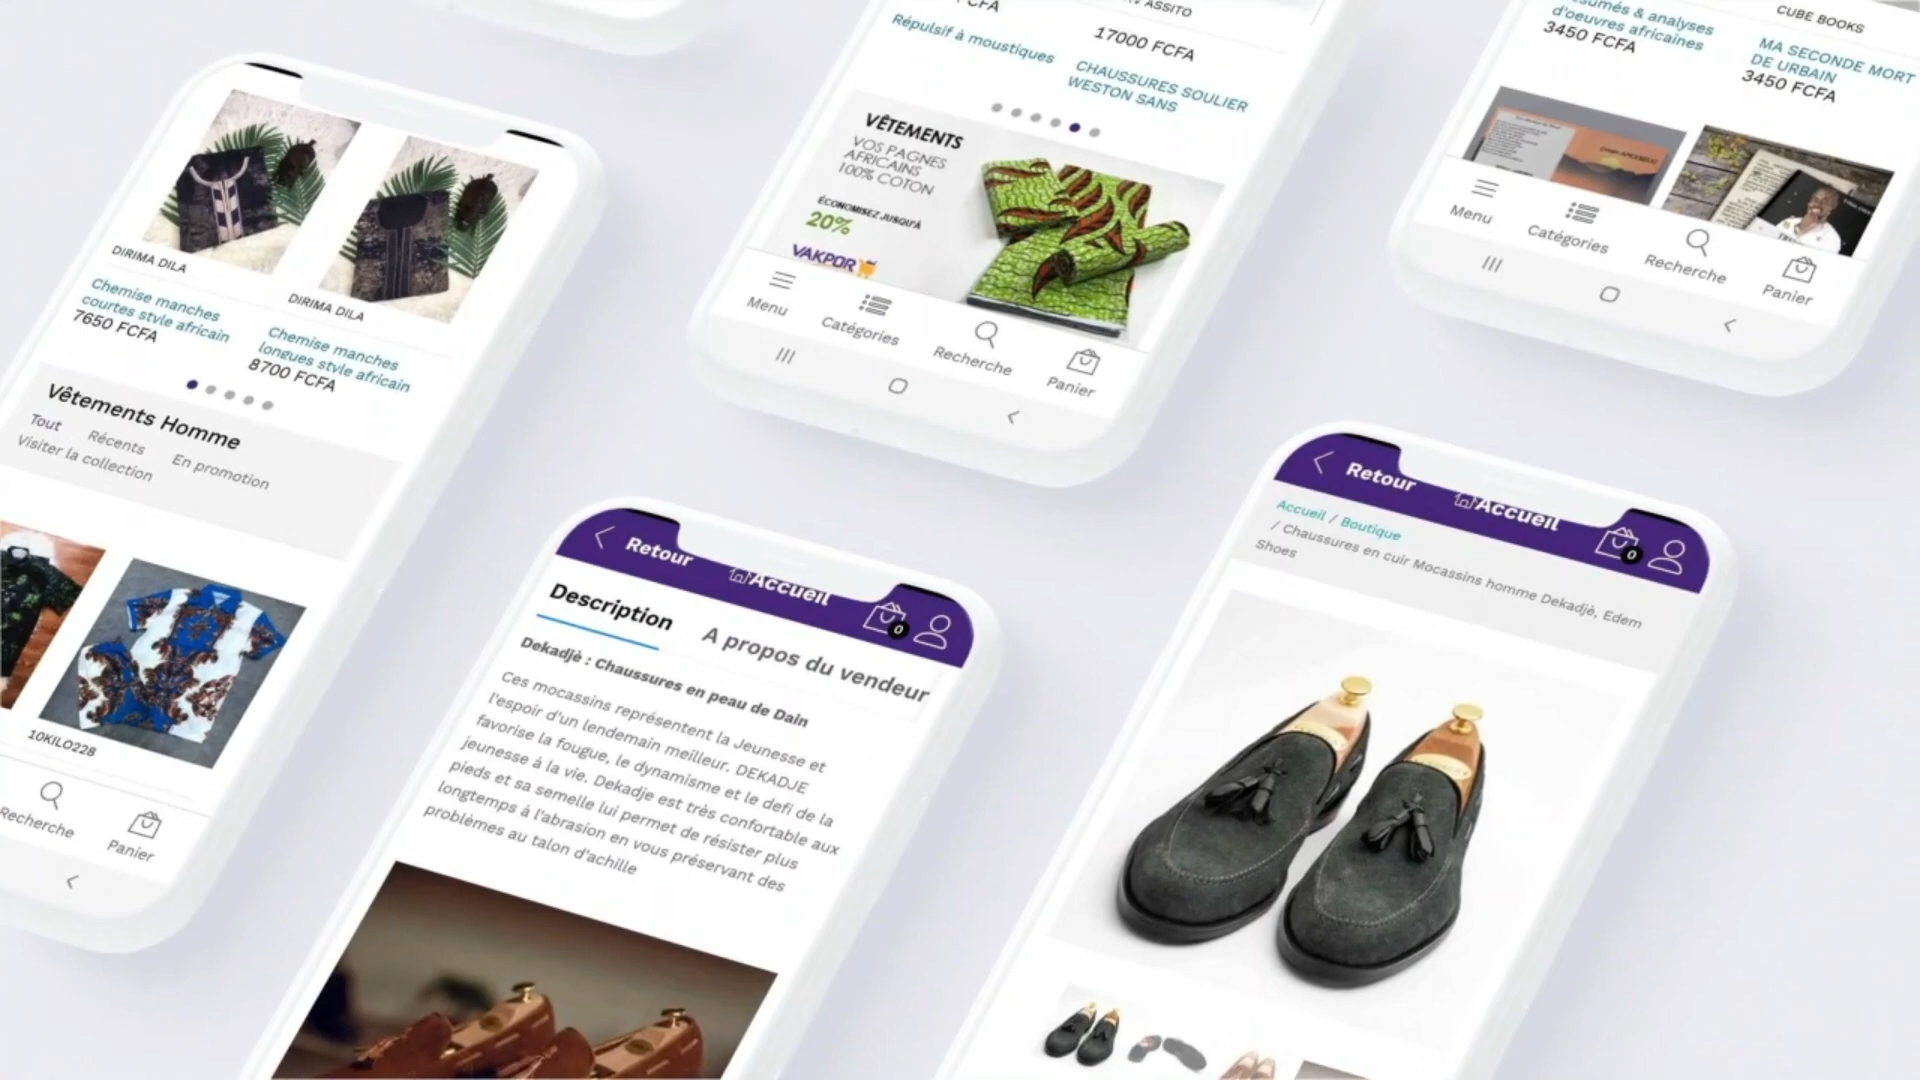 DIRIMA DILA
Chemise manches
courtes style africain
7650 FCFA
DIRIMA DILA
Chemise manches
longues style africain
8700 FCFA
Vêtements Homme
Tout
Récents
En promotion
Visiter la collection
10KILO228
Recherche
Panier
FCFA
Répulsif à moustiques
ASSITO
17000 FCFA
CHAUSSURES SOULIER
WESTON SANS
VÊTEMENTS
VOS PAGNES
AFRICAINS
100% COTON
ÉCONOMISEZ JUSQU'À
20%
VAKPOR
Menu
Catégories
Recherche
Panier
& analyses
d'oeuvres africaines
3450 FCFA
CUBE BOOKS
MA SECONDE MORT
DE URBAIN
3450 FCFA
Menu
Catégories
Recherche
Panier
Retour
Accueil
0
Description
A propos du vendeur
Dekadjè : Chaussures en peau de Dain
Ces mocassins représentent la Jeunesse et
l'espoir d'un lendemain meilleur. DEKADJE
favorise la fougue, le dynamisme et le defi de la
jeunesse à la vie. Dekadje est très confortable aux
pieds et sa semelle lui permet de résister plus
longtemps à l'abrasion en vous préservant des
problèmes au talon d'achille
Retour
Accueil
0
Accueil / Boutique
/ Chaussures en cuir Mocassins homme Dekadjè, Edem
Shoes